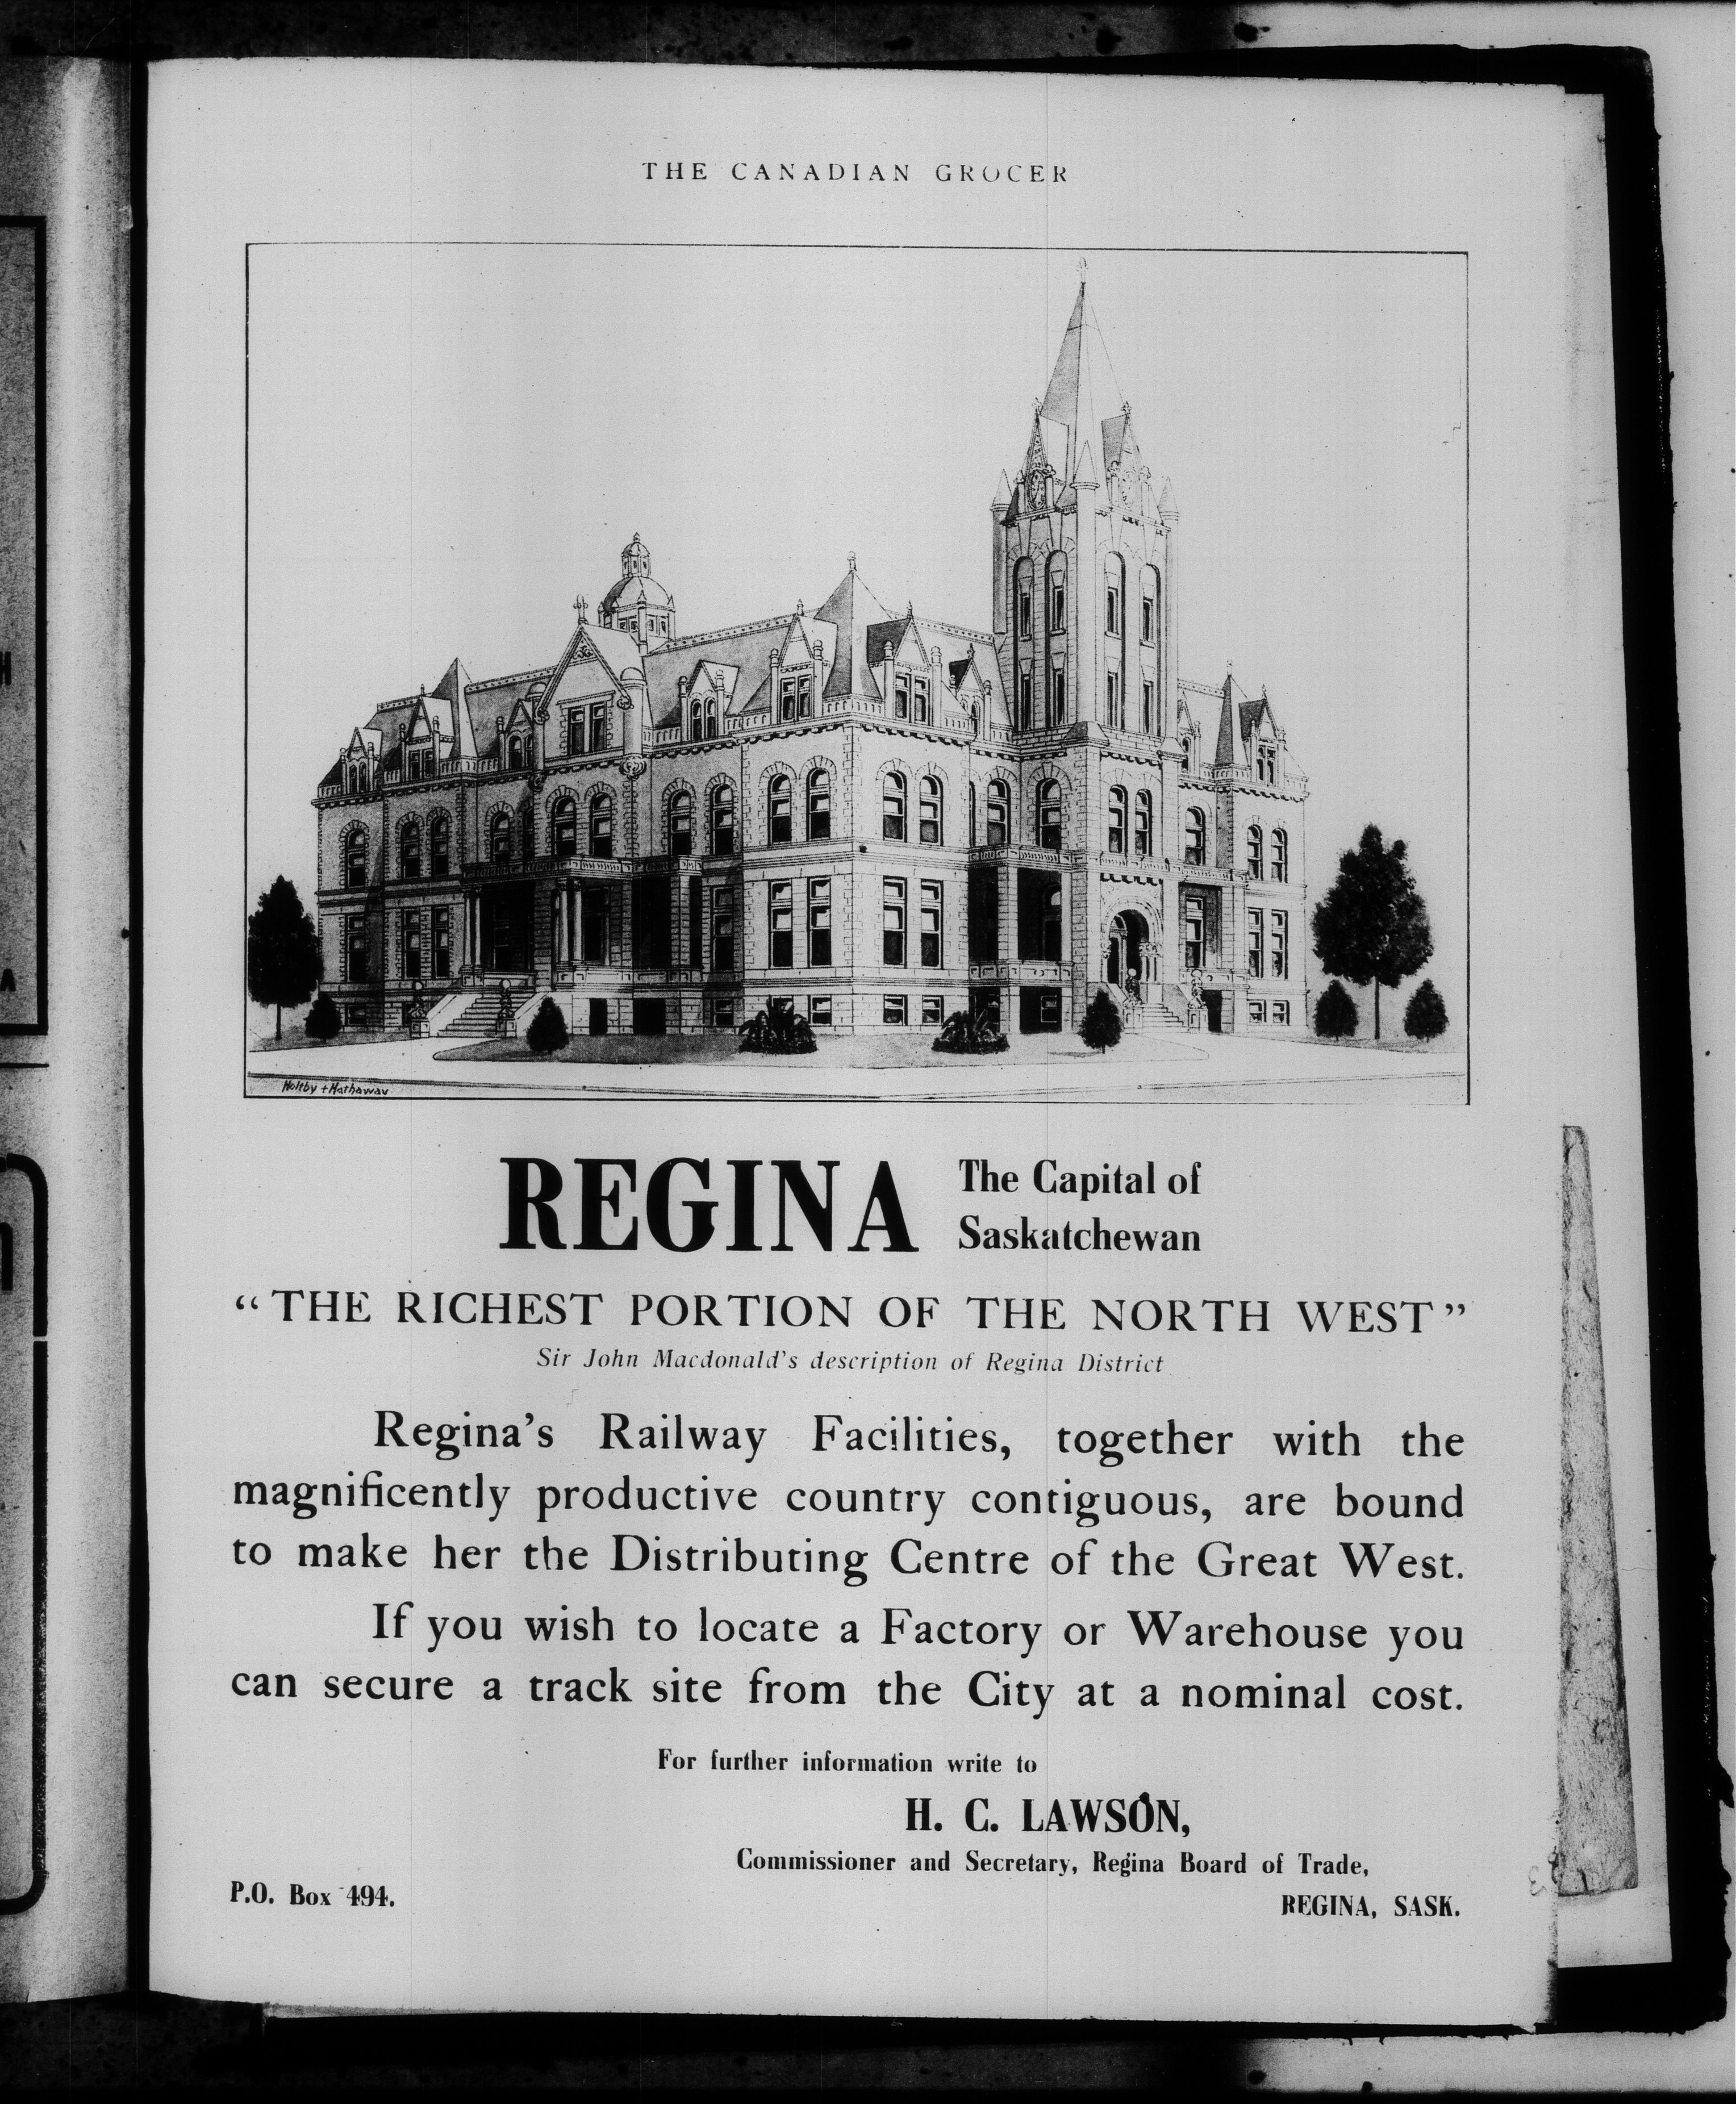 THE CANADIAN GROCER
Holtby + Hathaway
REGINA
The Capital of
Saskatchewan
"THE RICHEST PORTION OF THE NORTH WEST"
Sir John Macdonald's description of Regina District
Regina's Railway Facilities, together with the
magnificently productive country contiguous, are bound
to make her the Distributing Centre of the Great West.
If you wish to locate a Factory or Warehouse you
can secure a track site from the City at a nominal cost.
For further information write to
H. C. LAWSON,
Commissioner and Secretary, Regina Board of Trade,
P.O. Box 494.
REGINA, SASK.